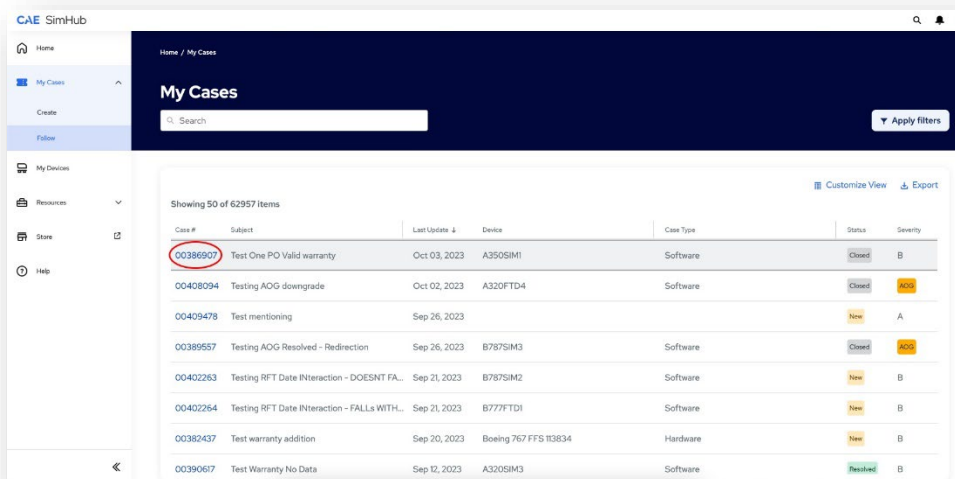 CAE SimHub
Home
My Cases
Create
Follow
My Devices
Resources
Store
Help
Home / My Cases
My Cases
Search
Apply filters
Customize View
Export
Showing 50 of 62957 items
Case # Subject Last Update ↓ Device Case Type Status Severity
00386907 Test One PO Valid warranty Oct 03, 2023 A350SIM1 Software Closed B
00408094 Testing AOG downgrade Oct 02, 2023 A320FTD4 Software Closed AOG
00409478 Test mentioning Sep 26, 2023 New A
00389557 Testing AOG Resolved - Redirection Sep 26, 2023 B787SIM3 Software Closed AOG
00402263 Testing RFT Date INteraction - DOESNT FA... Sep 21, 2023 B787SIM2 Software New B
00402264 Testing RFT Date INteraction - FALLs WITH... Sep 21, 2023 B777FTD1 Software New B
00382437 Test warranty addition Sep 20, 2023 Boeing 767 FFS 113834 Hardware New B
00390617 Test Warranty No Data Sep 12, 2023 A320SIM3 Software Resolved B